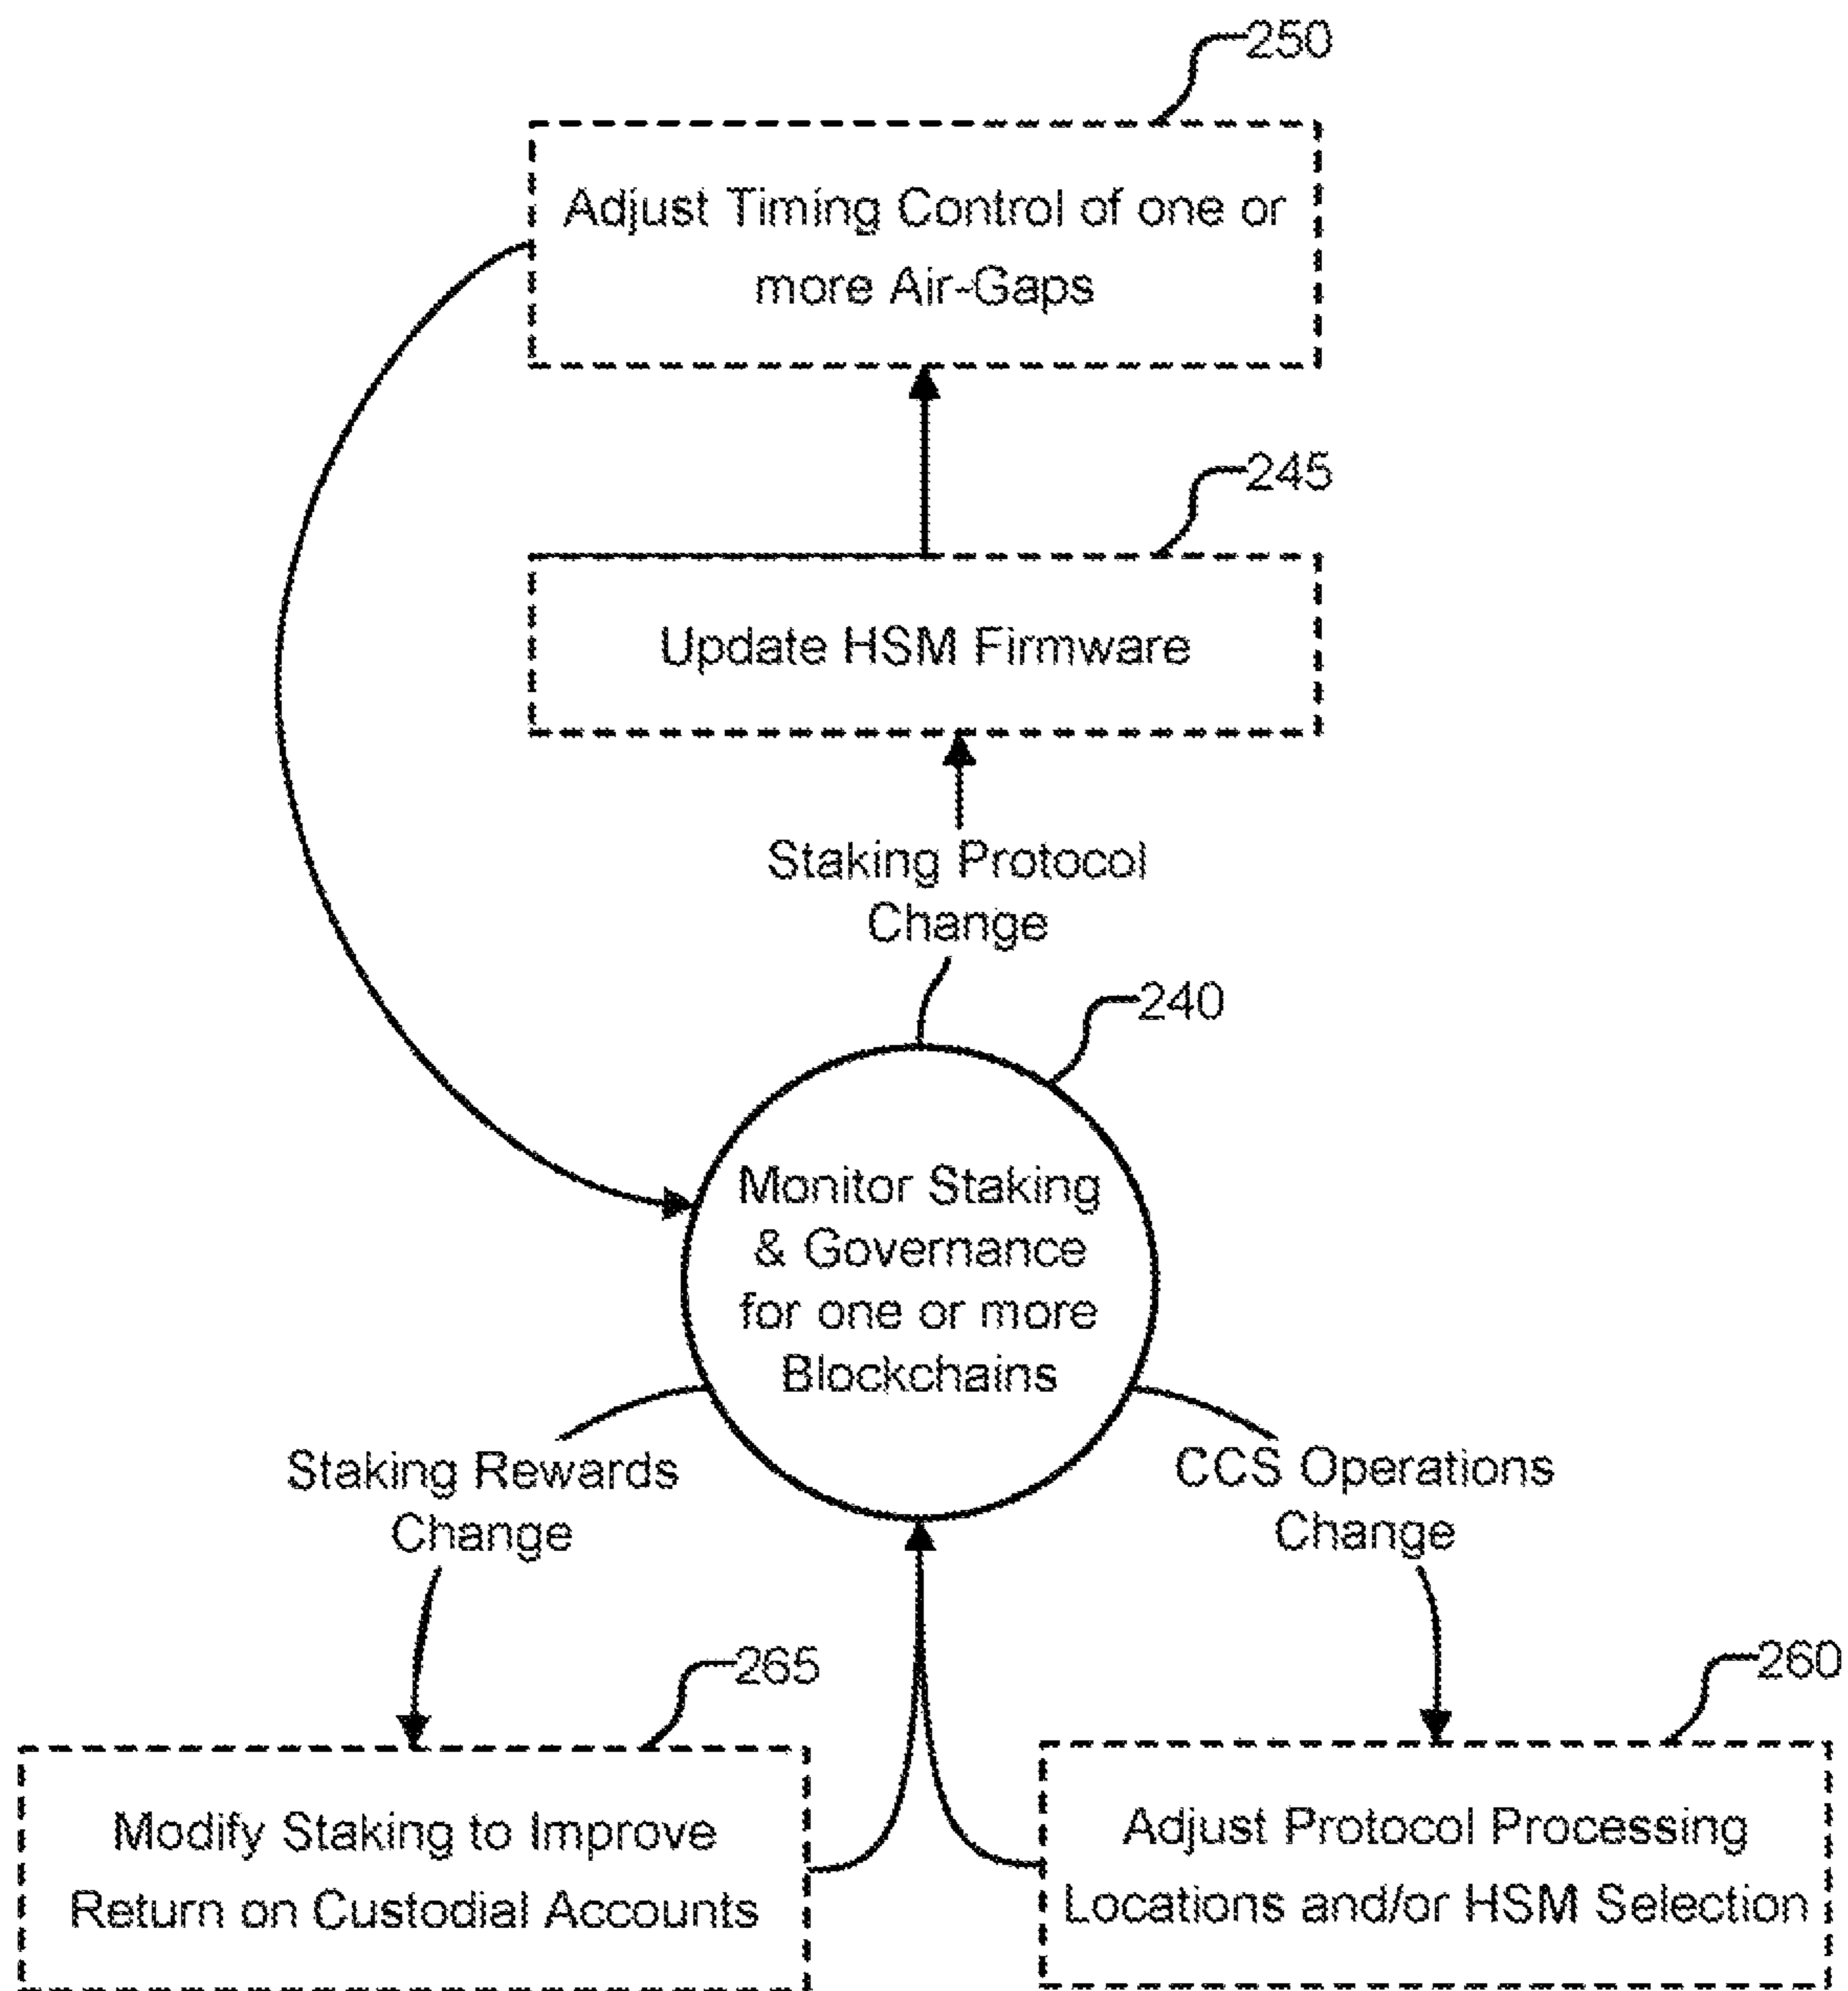 250
Adjust Timing Control of one or
more Air-Gaps
245
Update HSM Firmware
Staking Protocol
Change
240
Monitor Staking
& Governance
for one or more
Blockchains
Staking Rewards
Change
CCS Operations
Change
265
260
Modify Staking to Improve
Return on Custodial Accounts
Adjust Protocol Processing
Locations and/or HSM Selection